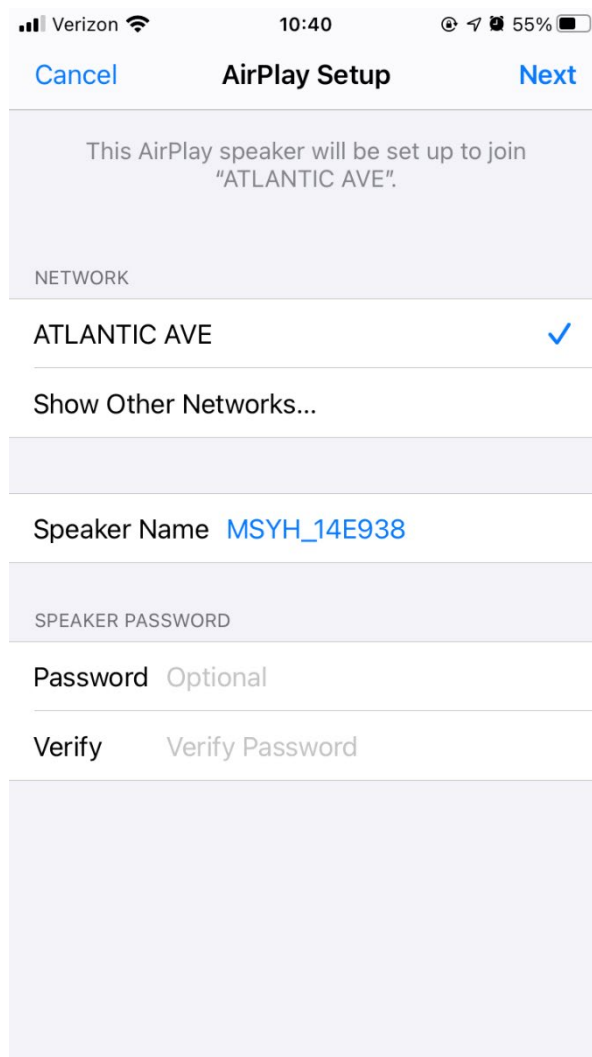 Verizon 10:40 55%
Cancel AirPlay Setup Next
This AirPlay speaker will be set up to join
“ATLANTIC AVE”.
NETWORK
ATLANTIC AVE
Show Other Networks...
Speaker Name MSYH_14E938
SPEAKER PASSWORD
Password Optional
Verify Verify Password